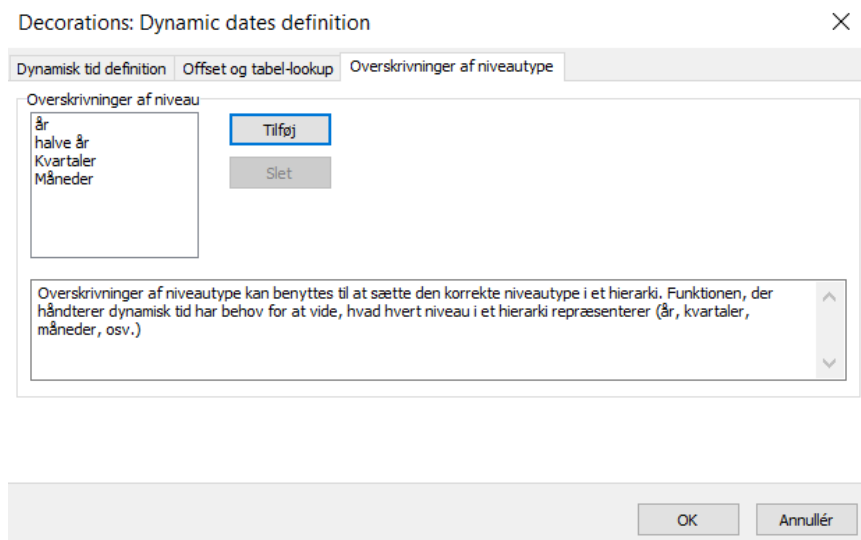 Decorations: Dynamic dates definition
Dynamisk tid definition Offset og tabel-lookup Overskrivninger af niveautype
Overskrivninger af niveau
år
halve år
Kvartaler
Måneder
Tilføj
Slet
Overskrivninger af niveautype kan benyttes til at sætte den korrekte niveautype i et hierarki. Funktionen, der
håndterer dynamisk tid har behov for at vide, hvad hvert niveau i et hierarki repræsenterer (år, kvartaler,
måneder, osv.)
OK Annullér